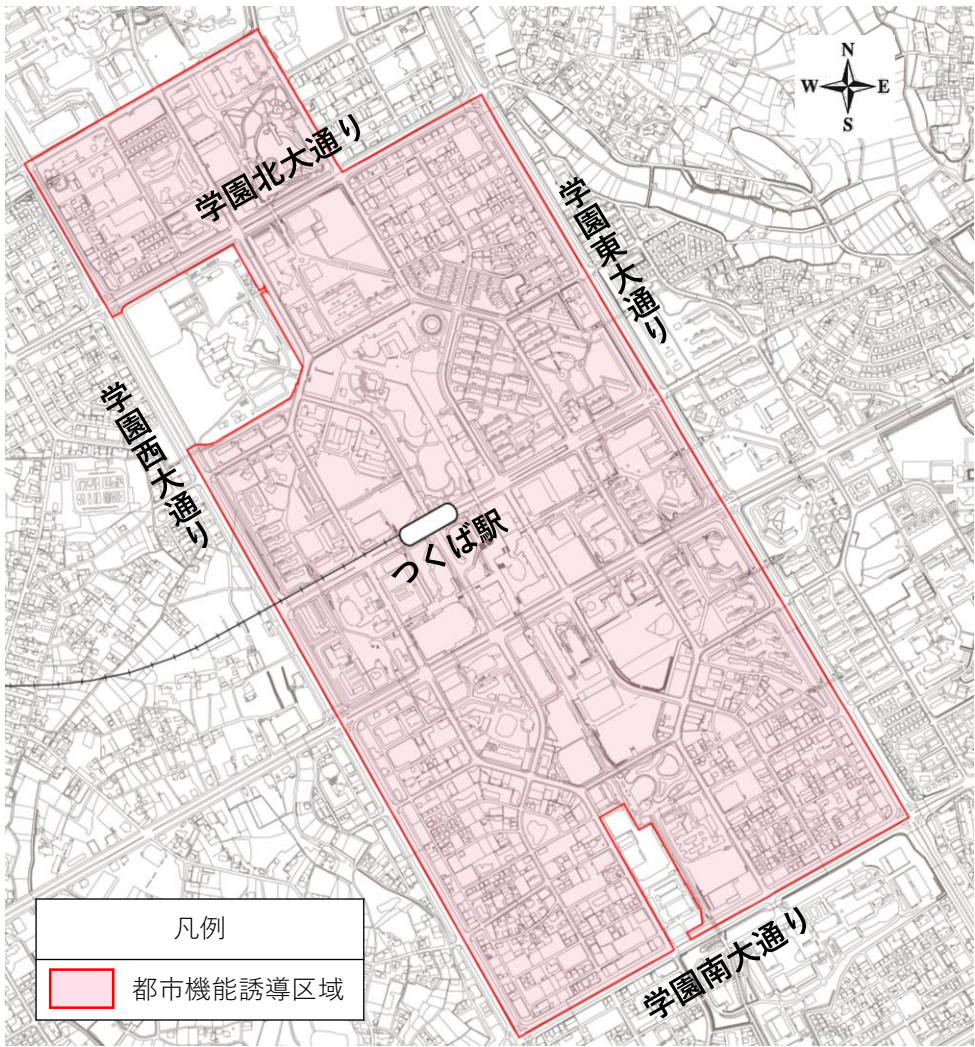 N
W E
S
学園北大通り
学園東大通り
学園西大通り
つくば駅
凡例
都市機能誘導区域
学園南大通り